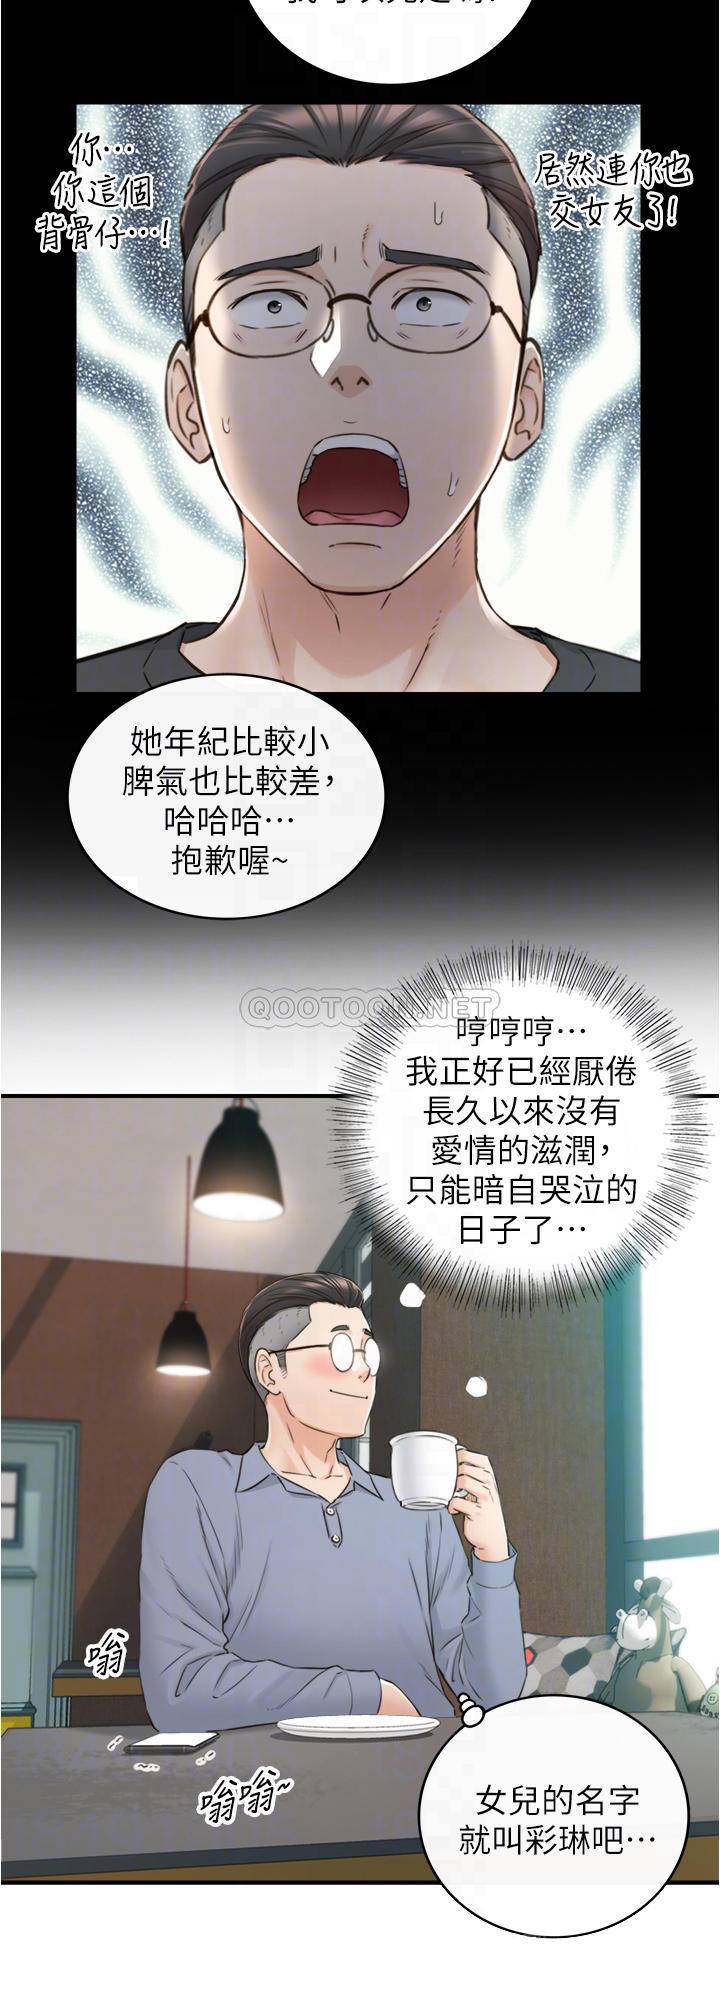 你…
你這個
背骨仔…!
居然連你也
交女友了!
她年紀比較小
脾氣也比較差,
哈哈哈…
抱歉喔~
QOOTOON.NET
哼哼哼…
我正好已經厭倦
長久以來沒有
愛情的滋潤,
只能暗自哭泣的
日子了…
嗡
嗡嗡~
女兒的名字
就叫彩琳吧…